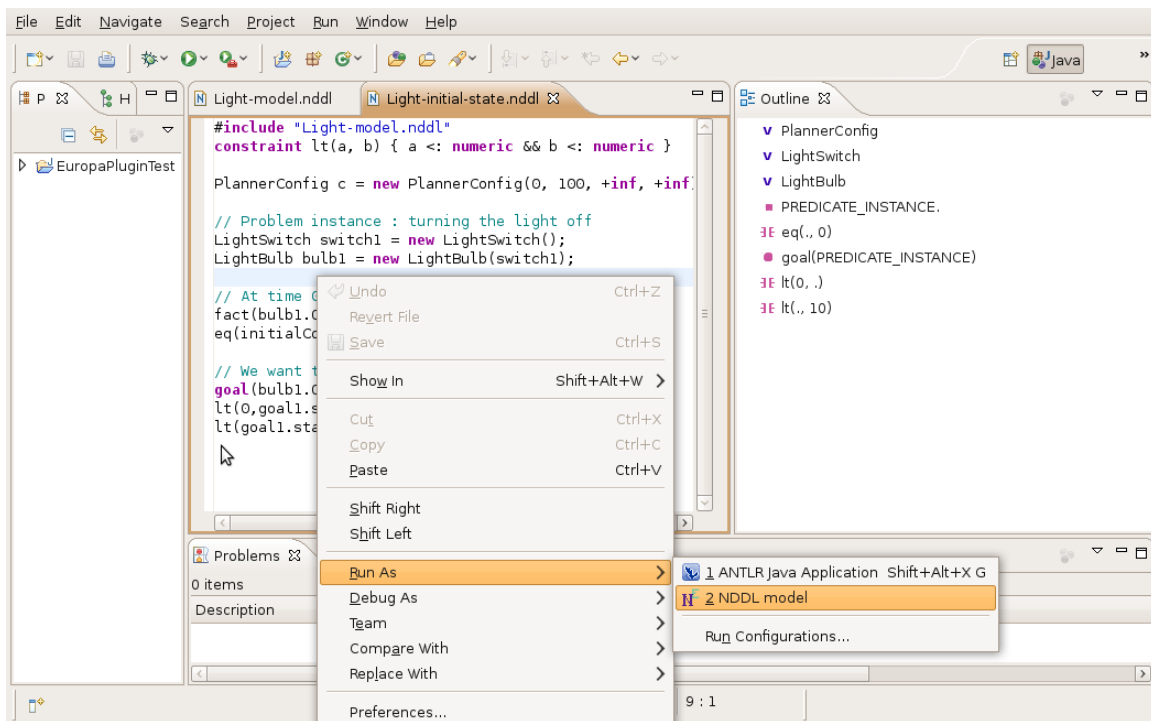 File Edit Navigate Search Project Run Window Help
Java »
P H
EuropaPluginTest
Light-model.nddl Light-initial-state.nddl
#include "Light-model.nddl"
constraint lt(a, b) { a <: numeric && b <: numeric }
PlannerConfig c = new PlannerConfig(0, 100, +inf, +inf
// Problem instance : turning the light off
LightSwitch switch1 = new LightSwitch();
LightBulb bulb1 = new LightBulb(switch1);
// At time
fact(bulb1.
eq(initialCo
// We want t
goal(bulb1.
lt(0,goal1.s
lt(goal1.sta
Undo Ctrl+Z
Revert File
Save Ctrl+S
Show In Shift+Alt+W
Cut Ctrl+X
Copy Ctrl+C
Paste Ctrl+V
Shift Right
Shift Left
Run As
Debug As
Team
Compare With
Replace With
Preferences...
1 ANTLR Java Application Shift+Alt+X G
2 NDDL model
Run Configurations...
Outline
PlannerConfig
LightSwitch
LightBulb
PREDICATE_INSTANCE.
eq(., 0)
goal(PREDICATE_INSTANCE)
lt(0, .)
lt(., 10)
Problems
0 items
Description
9 : 1